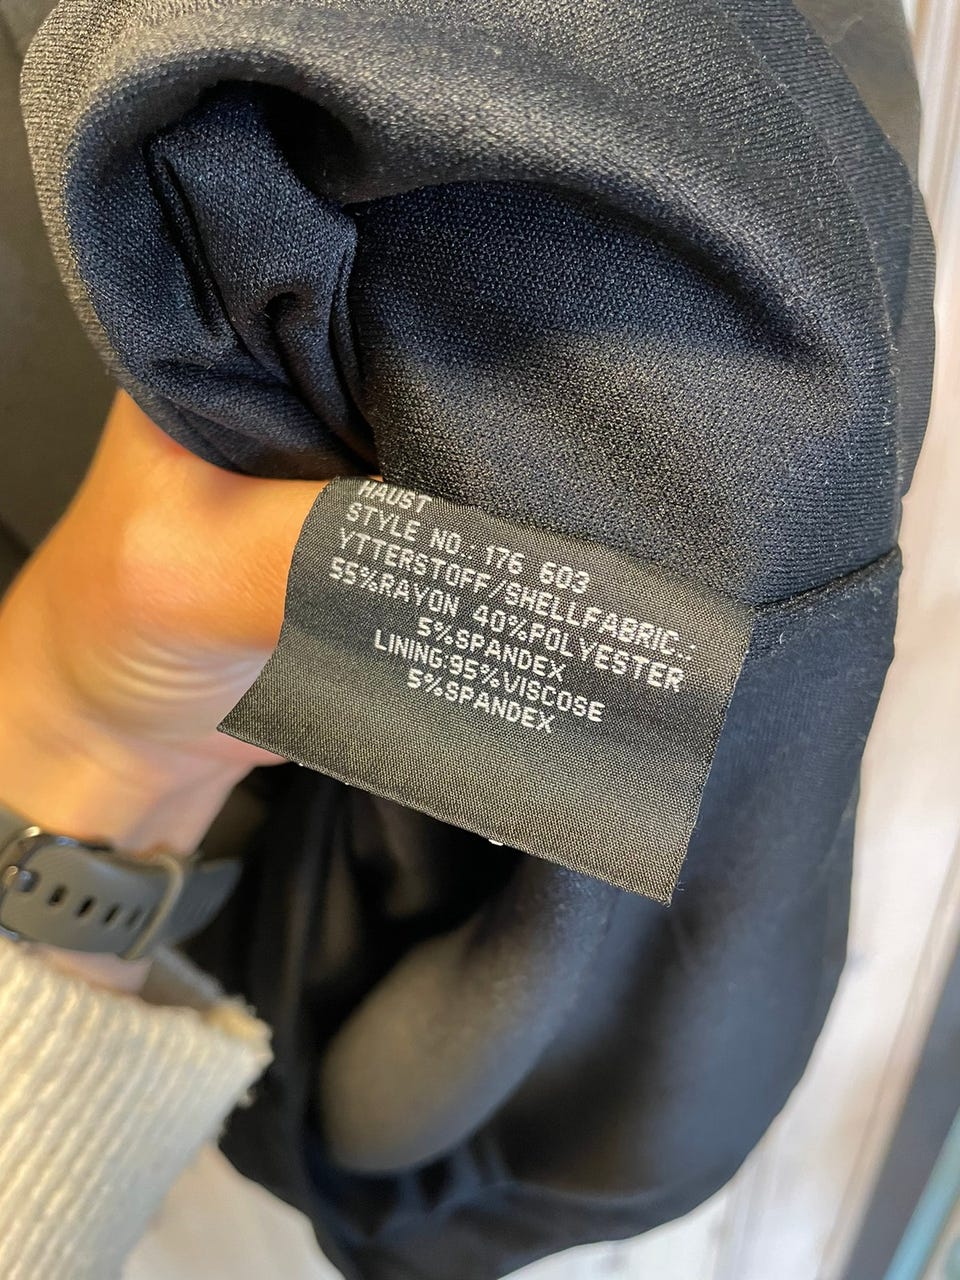 HAUST
STYLE NO.: 176 603
YTTERSTOFF/SHELLFABRIC.:
55%RAYON 40%POLYESTER
5%SPANDEX
LINING:95%VISCOSE
5%SPANDEX